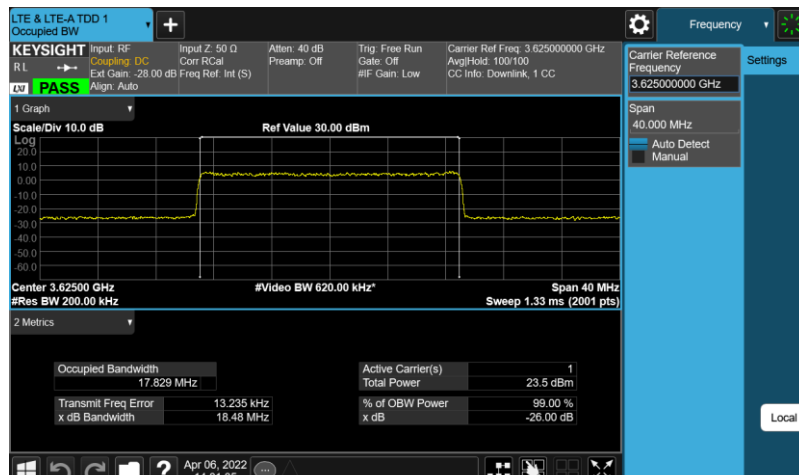 LTE & LTE-A TDD 1
Occupied BW
Frequency
KEYSIGHT
RL
LXI
PASS
Input: RF
Coupling: DC
Ext Gain: -28.00 dB
Align: Auto
Input Z: 50 Ω
Corr RCal
Freq Ref: Int (S)
Atten: 40 dB
Preamp: Off
Trig: Free Run
Gate: Off
#IF Gain: Low
Carrier Ref Freq: 3.625000000 GHz
Avg|Hold: 100/100
CC Info: Downlink, 1 CC
Carrier Reference
Frequency
3.625000000 GHz
Span
40.000 MHz
Auto Detect
Manual
Settings
Local
1 Graph
Scale/Div 10.0 dB
Ref Value 30.00 dBm
Log
20.0
10.0
0.00
-10.0
-20.0
-30.0
-40.0
-50.0
-60.0
Center 3.62500 GHz
#Video BW 620.00 kHz*
Span 40 MHz
#Res BW 200.00 kHz
Sweep 1.33 ms (2001 pts)
2 Metrics
Occupied Bandwidth
17.829 MHz
Active Carrier(s) 1
Total Power 23.5 dBm
Transmit Freq Error 13.235 kHz
x dB Bandwidth 18.48 MHz
% of OBW Power 99.00 %
x dB -26.00 dB
?
Apr 06, 2022